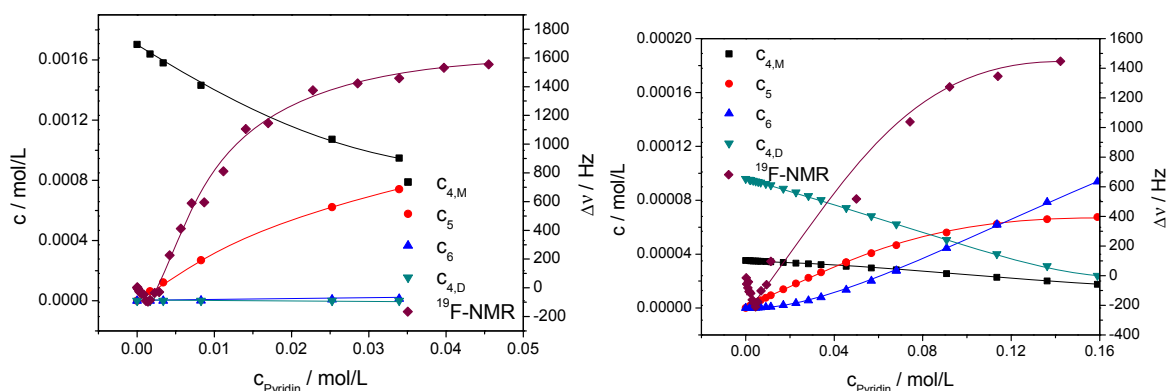 1800
1600
1400
1200
1000
800
600
400
200
0
-200
0.0016
0.0012
0.0008
0.0004
0.0000
c / mol/L
Δν / Hz
c4,M
c5
c6
c4,D
19F-NMR
0.00 0.01 0.02 0.03 0.04 0.05
cPyridin / mol/L
0.00020
0.00016
0.00012
0.00008
0.00004
0.00000
c / mol/L
1600
1400
1200
1000
800
600
400
200
0
-200
-400
Δν / Hz
c4,M
c5
c6
c4,D
19F-NMR
0.00 0.04 0.08 0.12 0.16
cPyridin / mol/L